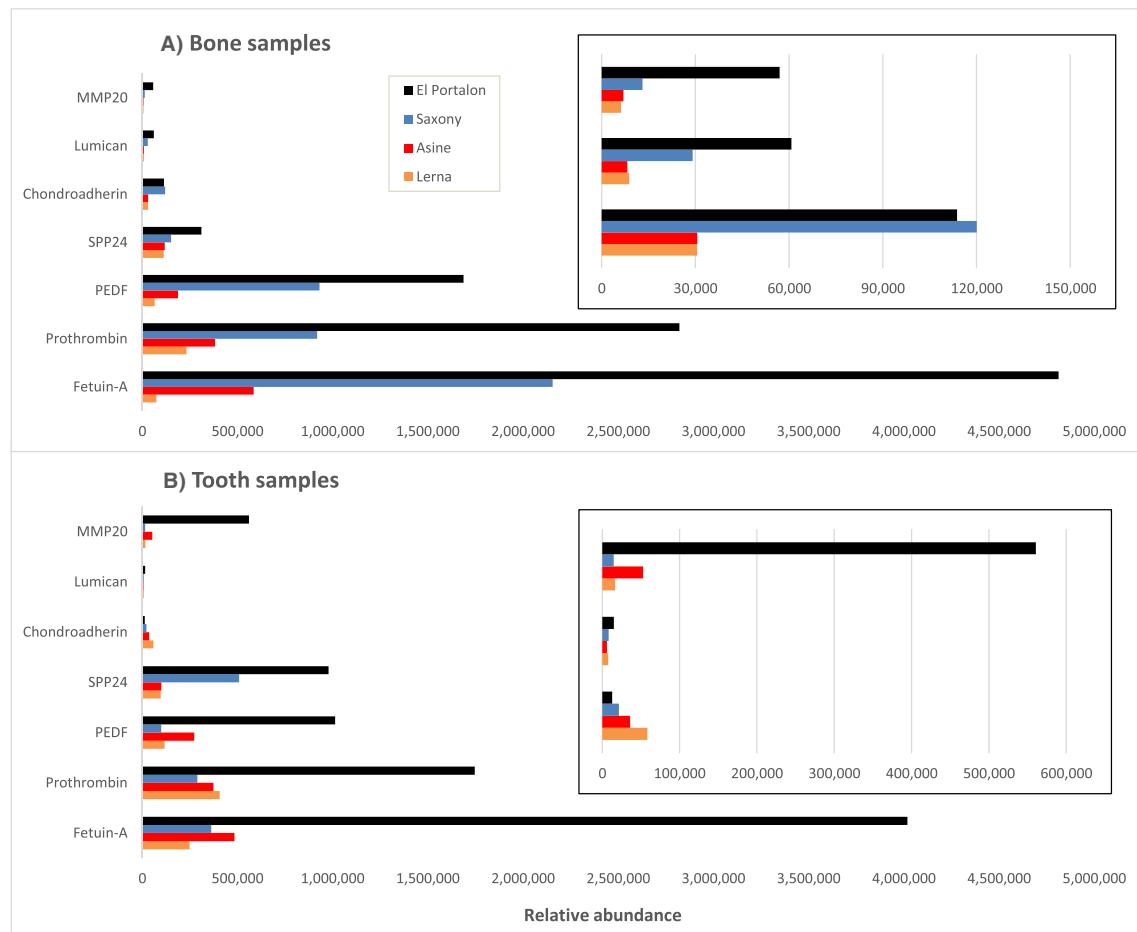 A) Bone samples
MMP20
Lumican
Chondroadherin
SPP24
PEDF
Prothrombin
Fetuin-A
El Portalon
Saxony
Asine
Lerna
0 30,000 60,000 90,000 120,000 150,000
0 500,000 1,000,000 1,500,000 2,000,000 2,500,000 3,000,000 3,500,000 4,000,000 4,500,000 5,000,000
B) Tooth samples
MMP20
Lumican
Chondroadherin
SPP24
PEDF
Prothrombin
Fetuin-A
0 100,000 200,000 300,000 400,000 500,000 600,000
0 500,000 1,000,000 1,500,000 2,000,000 2,500,000 3,000,000 3,500,000 4,000,000 4,500,000 5,000,000
Relative abundance